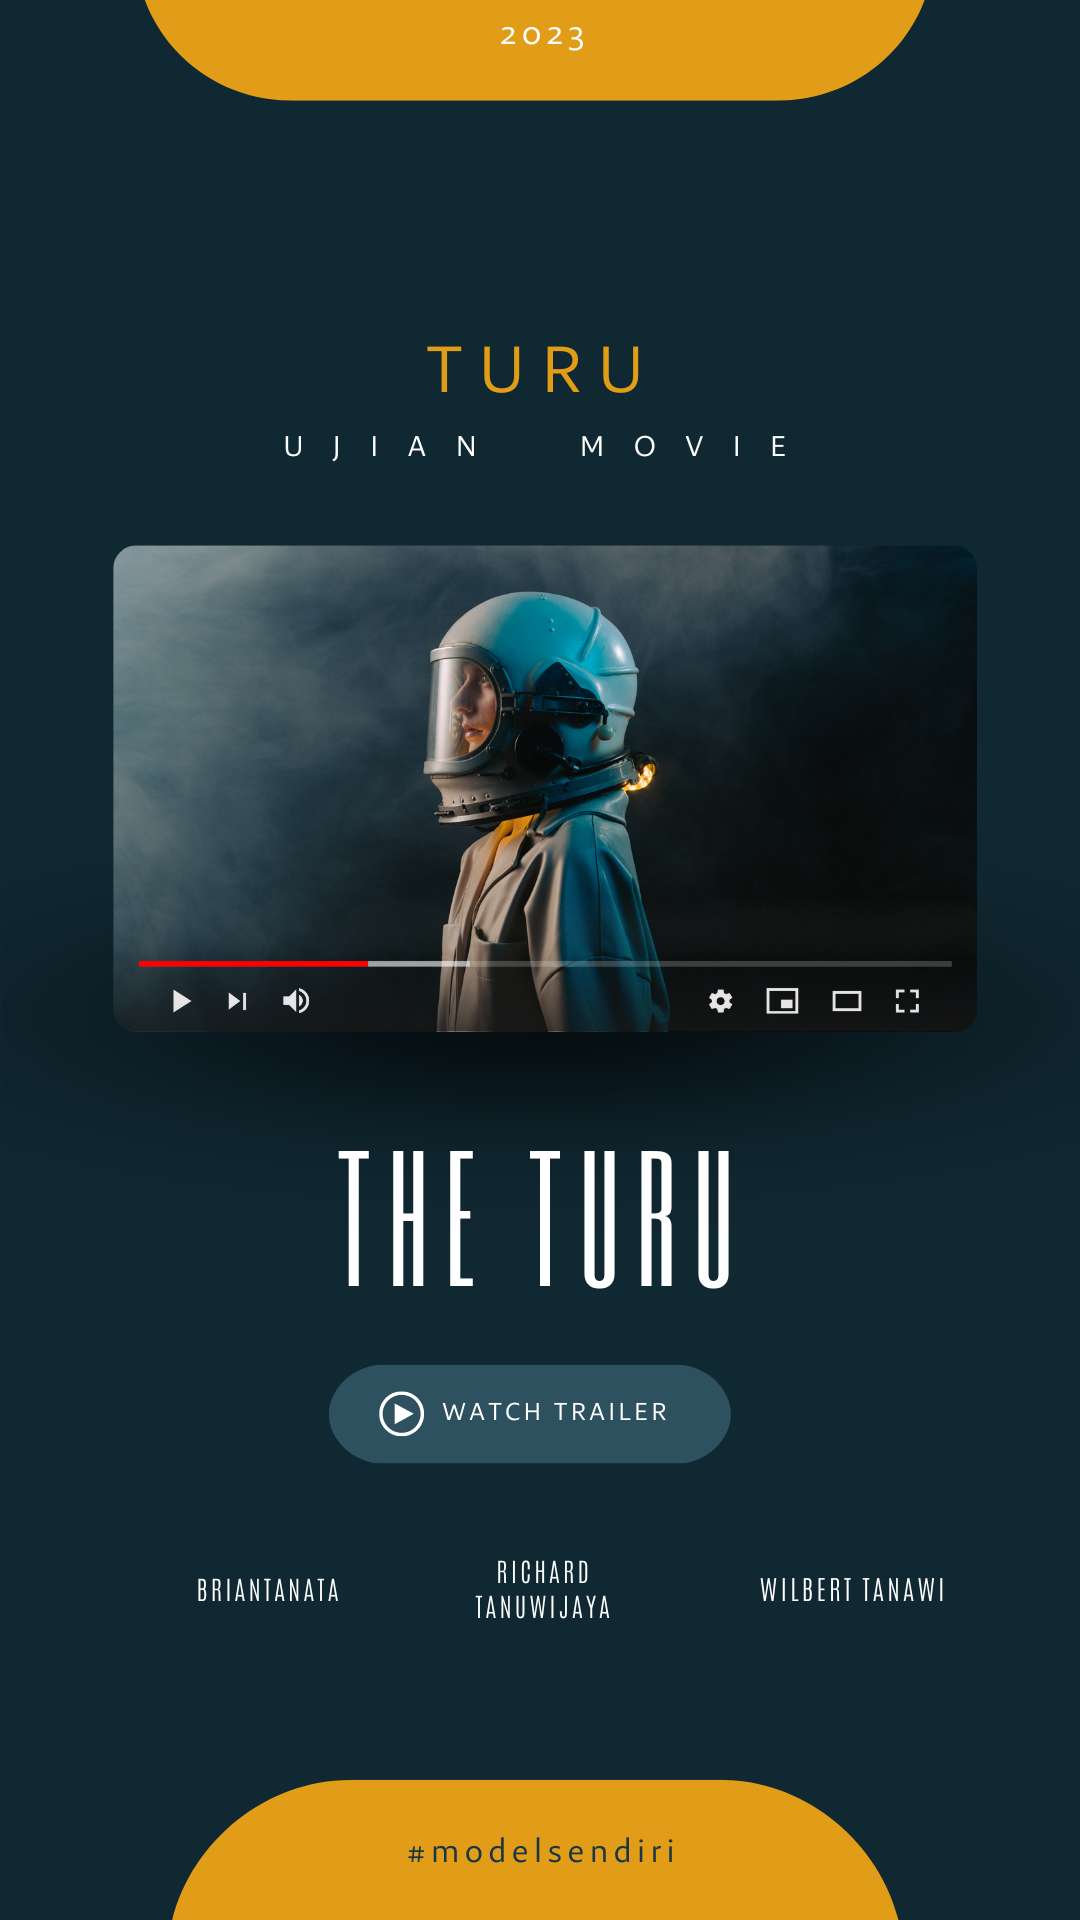 2023
TURU
UJIAN MOVIE
THE TURU
WATCH TRAILER
BRIANTANATA
RICHARD
TANUWIJAYA
WILBERT TANAWI
#modelsendiri